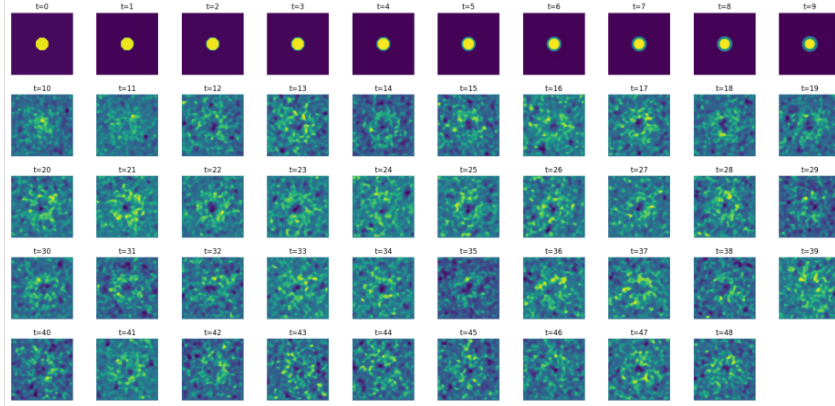 t=0 t=1 t=2 t=3 t=4 t=5 t=6 t=7 t=8 t=9
t=10 t=11 t=12 t=13 t=14 t=15 t=16 t=17 t=18 t=19
t=20 t=21 t=22 t=23 t=24 t=25 t=26 t=27 t=28 t=29
t=30 t=31 t=32 t=33 t=34 t=35 t=36 t=37 t=38 t=39
t=40 t=41 t=42 t=43 t=44 t=45 t=46 t=47 t=48